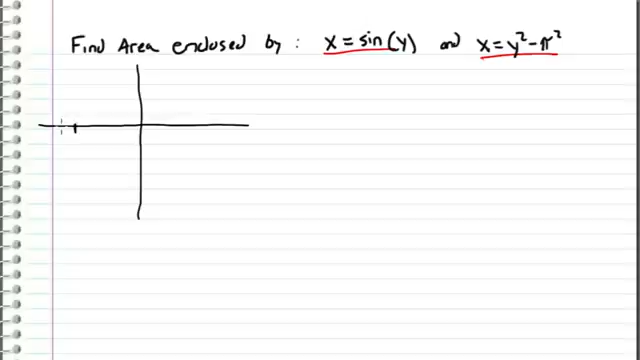 Find Area enclosed by : x = sin(y) and x = y² - π²